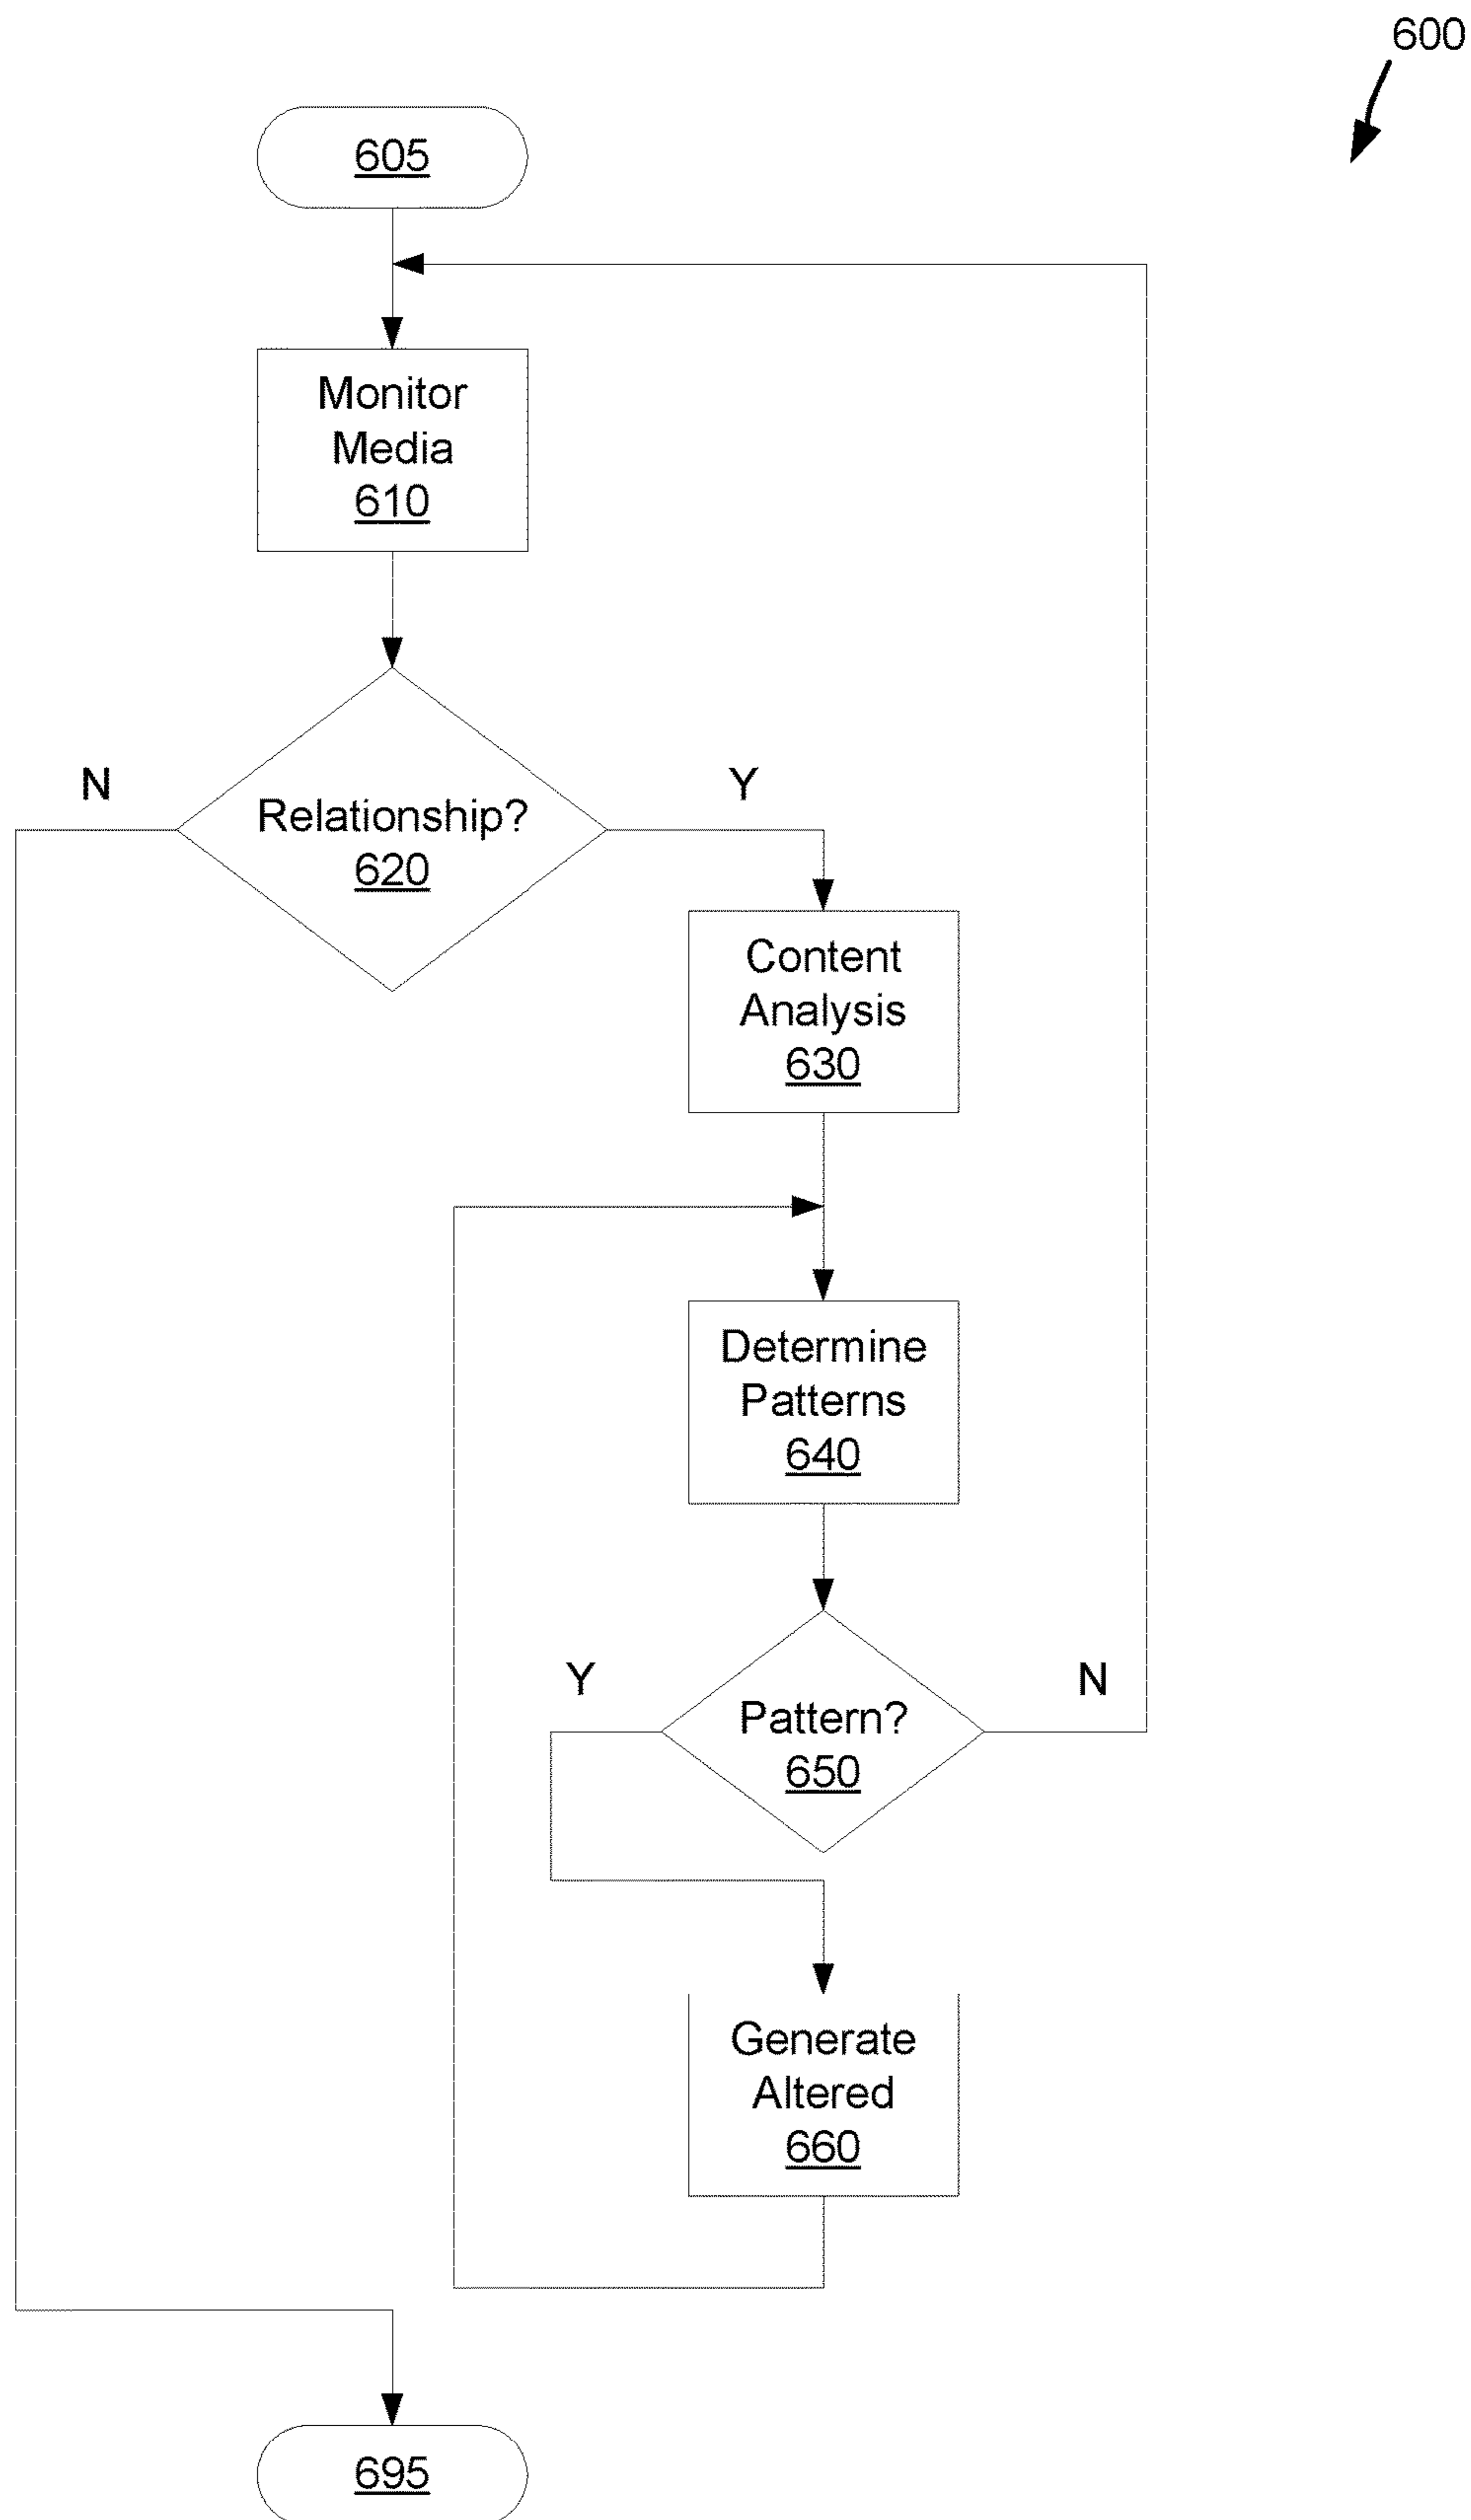 600
605
Monitor
Media
610
N
Y
Relationship?
620
Content
Analysis
630
Determine
Patterns
640
Y
N
Pattern?
650
Generate
Altered
660
695